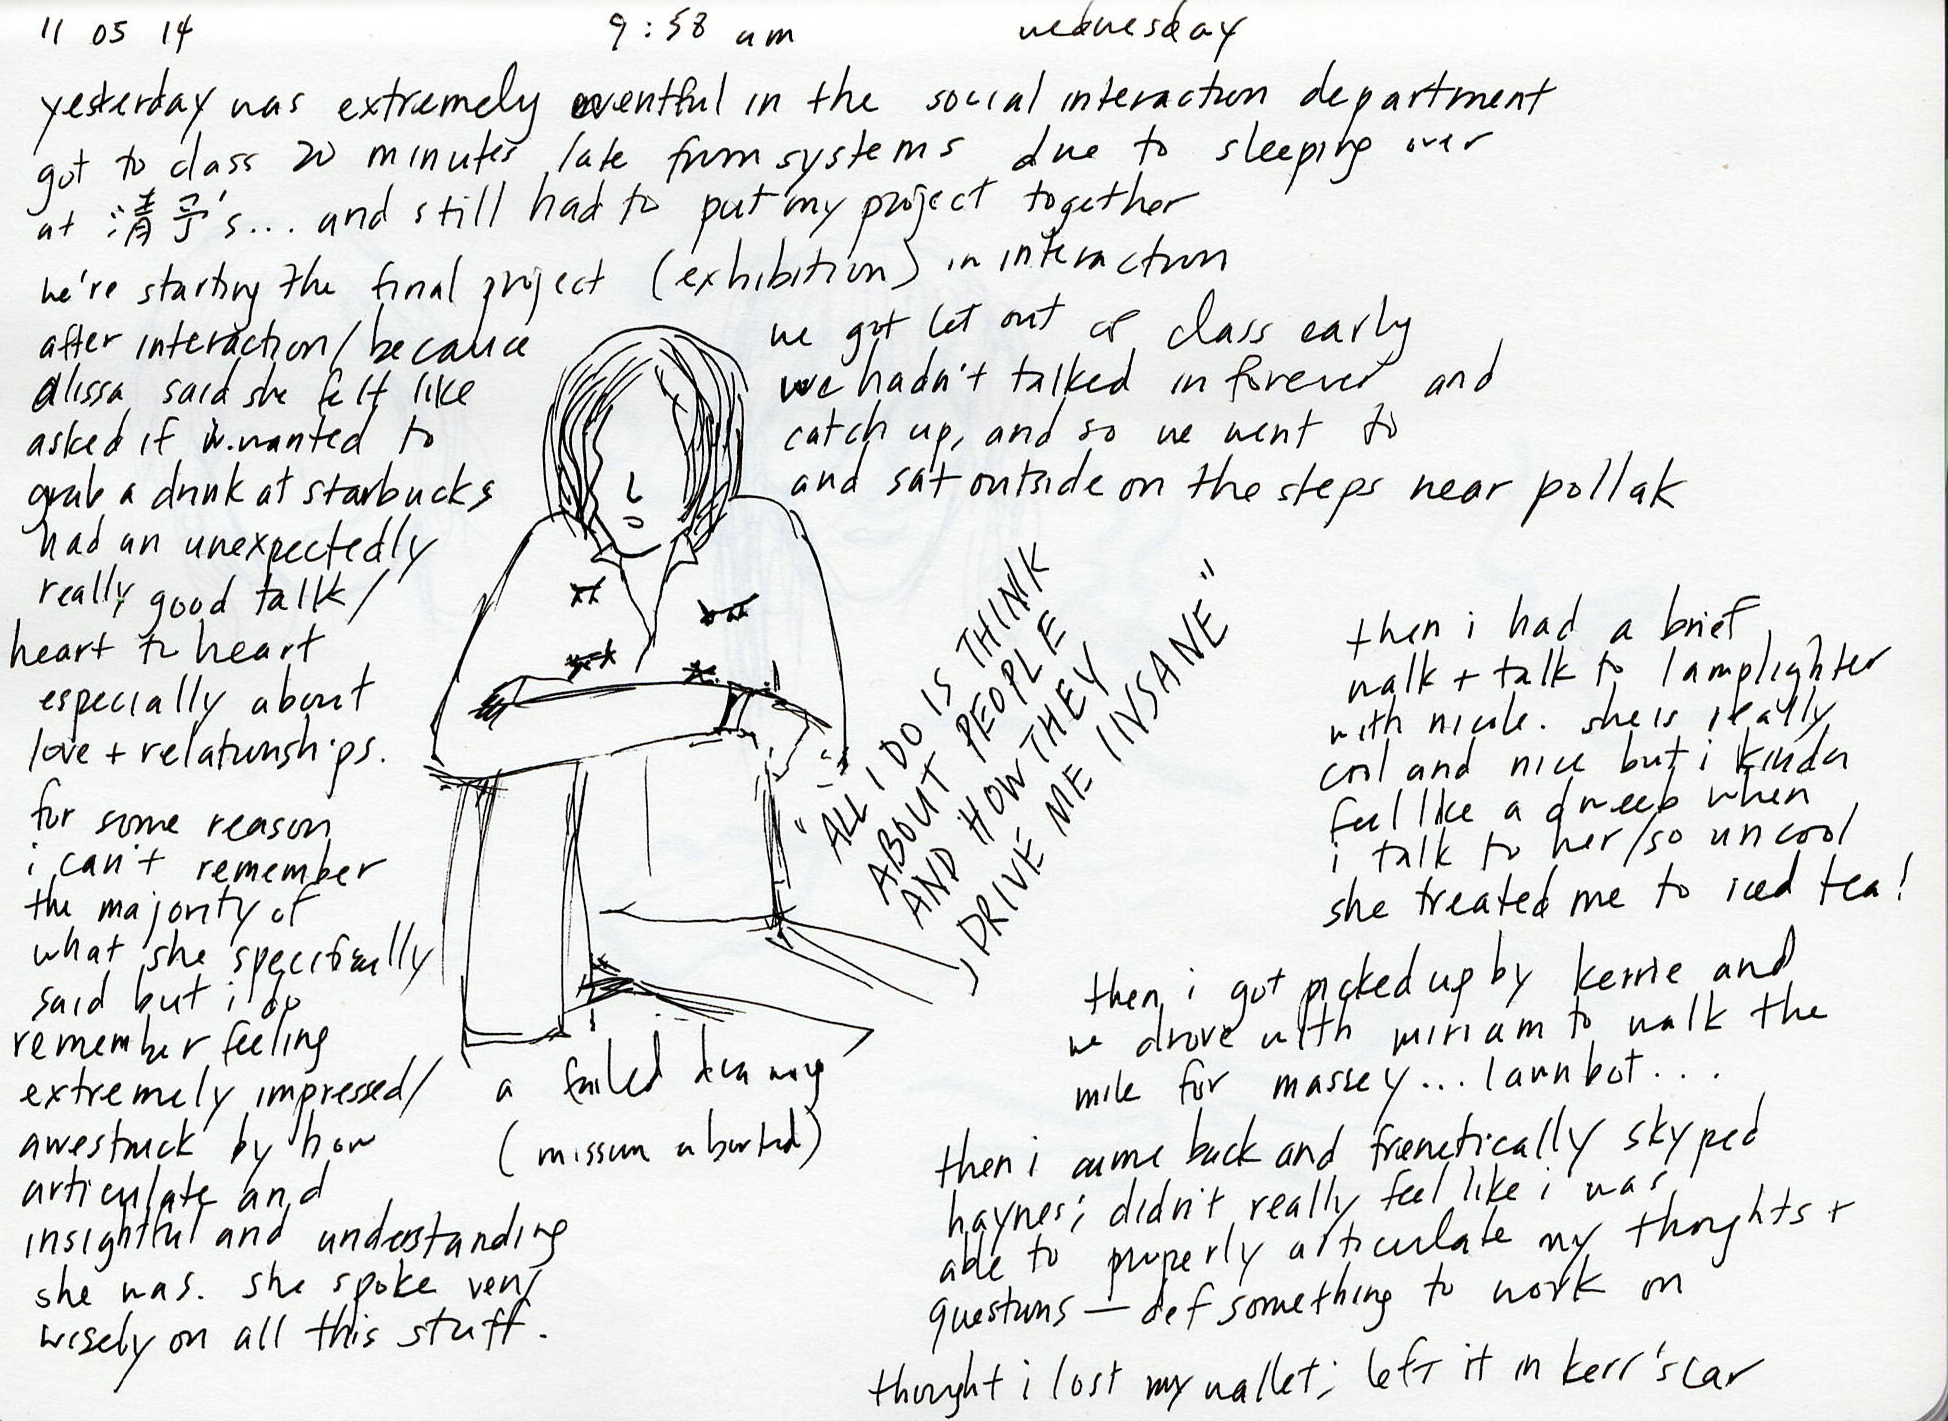 11 05 14 9:58 am wednesday
yesterday was extremely eventful in the social interaction department
got to class 20 minutes late from systems due to sleeping over
at 清予's... and still had to put my project together
we're starting the final project (exhibition) in interaction
after interaction/because we got let out of class early
alissa said she felt like we hadn't talked in forever and
asked if i wanted to catch up, and so we went to
grab a drink at starbucks and sat outside on the steps near pollak
had an unexpectedly
really good talk/
heart to heart
especially about
love + relationships.
for some reason
i can't remember
the majority of
what she specifically
said but i do
remember feeling
extremely impressed/
awestruck by how
articulate and
insightful and understanding
she was. she spoke very
wisely on all this stuff.
a failed drawing
(mission aborted)
"ALL I DO IS THINK
ABOUT PEOPLE
AND HOW THEY
DRIVE ME INSANE"
then i had a brief
walk + talk to lamplighter
with nicole. she is really
cool and nice but i kinda
feel like a dweeb when
i talk to her/so uncool
she treated me to iced tea!
then i got picked up by kerrie and
we drove with miriam to walk the
mile for massey... lawnbot...
then i came back and frenetically skyped
haynes; didn't really feel like i was
able to properly articulate my thoughts +
questions — def something to work on
thought i lost my wallet; left it in kerr's car